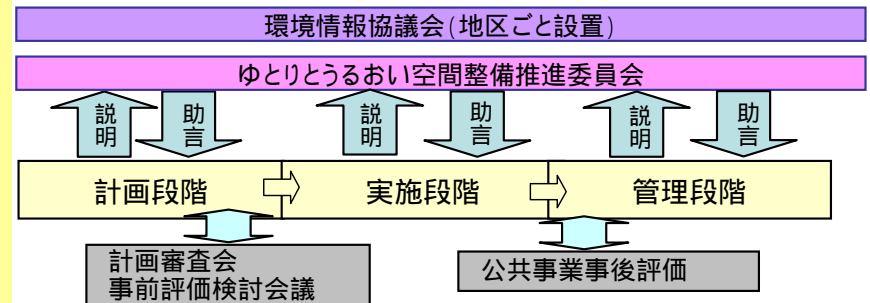 環境情報協議会(地区ごと設置)
ゆとりとうるおい空間整備推進委員会
説明
助言
説明
助言
説明
助言
計画段階
実施段階
管理段階
計画審査会
事前評価検討会議
公共事業事後評価